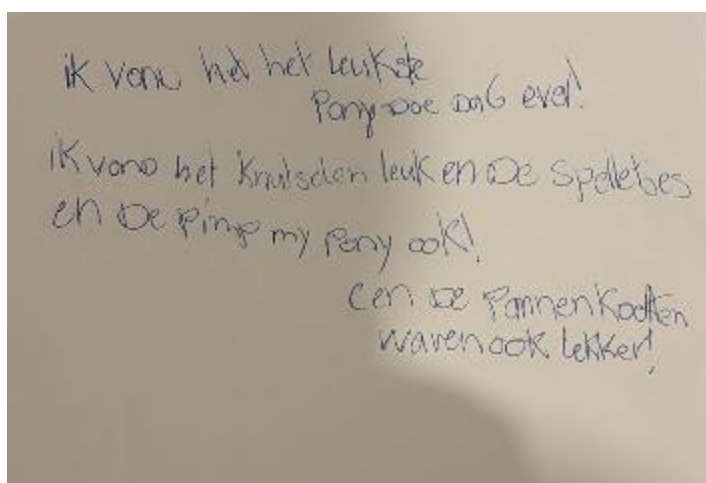 ik vond het het leukste
Pony Doe DAG ever!
ik vond het knutselen leuk en De spelletjes
en De pimp my pony ook!
(en De Pannenkoeken
waren ook lekker!